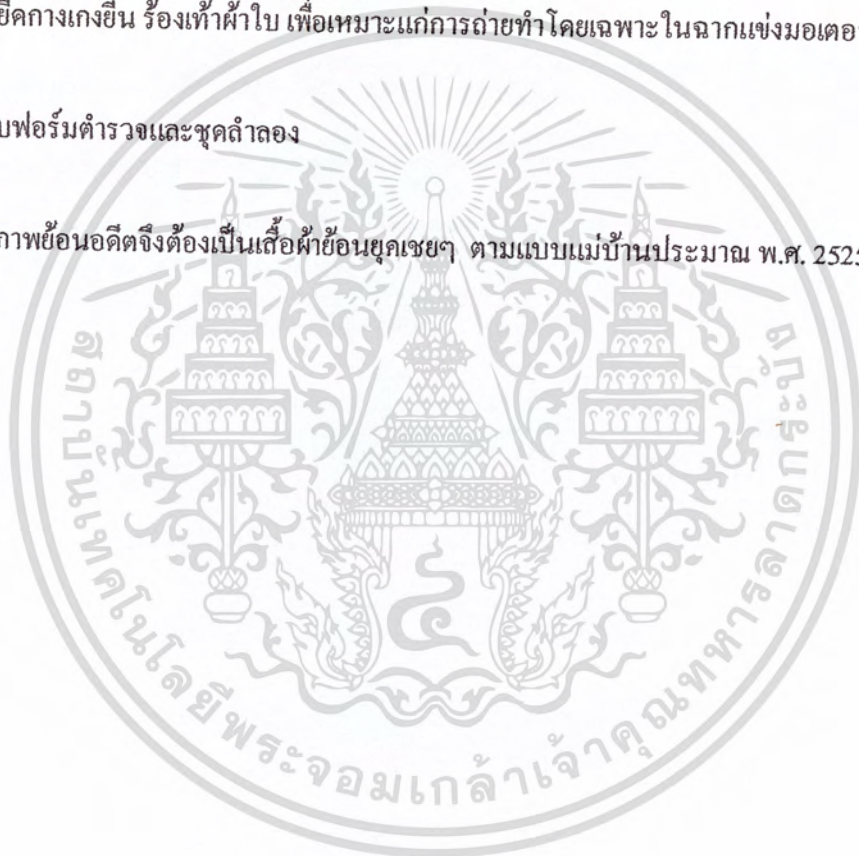 ยืดกางเกงยีน ร้องเท้าผ้าใบ เพื่อเหมาะแก่การถ่ายทำโดยเฉพาะในฉากแข่งมอเตอ
บฟอร์มตำรวจและชุดลำลอง
ภาพย้อนอดีตจึงต้องเป็นเสื้อผ้าย้อนยุคเชยๆ ตามแบบแม่บ้านประมาณ พ.ศ. 2525
๔
สถาบันเทคโนโลยีพระจอมเกล้าเจ้าคุณทหารลาดกระบัง